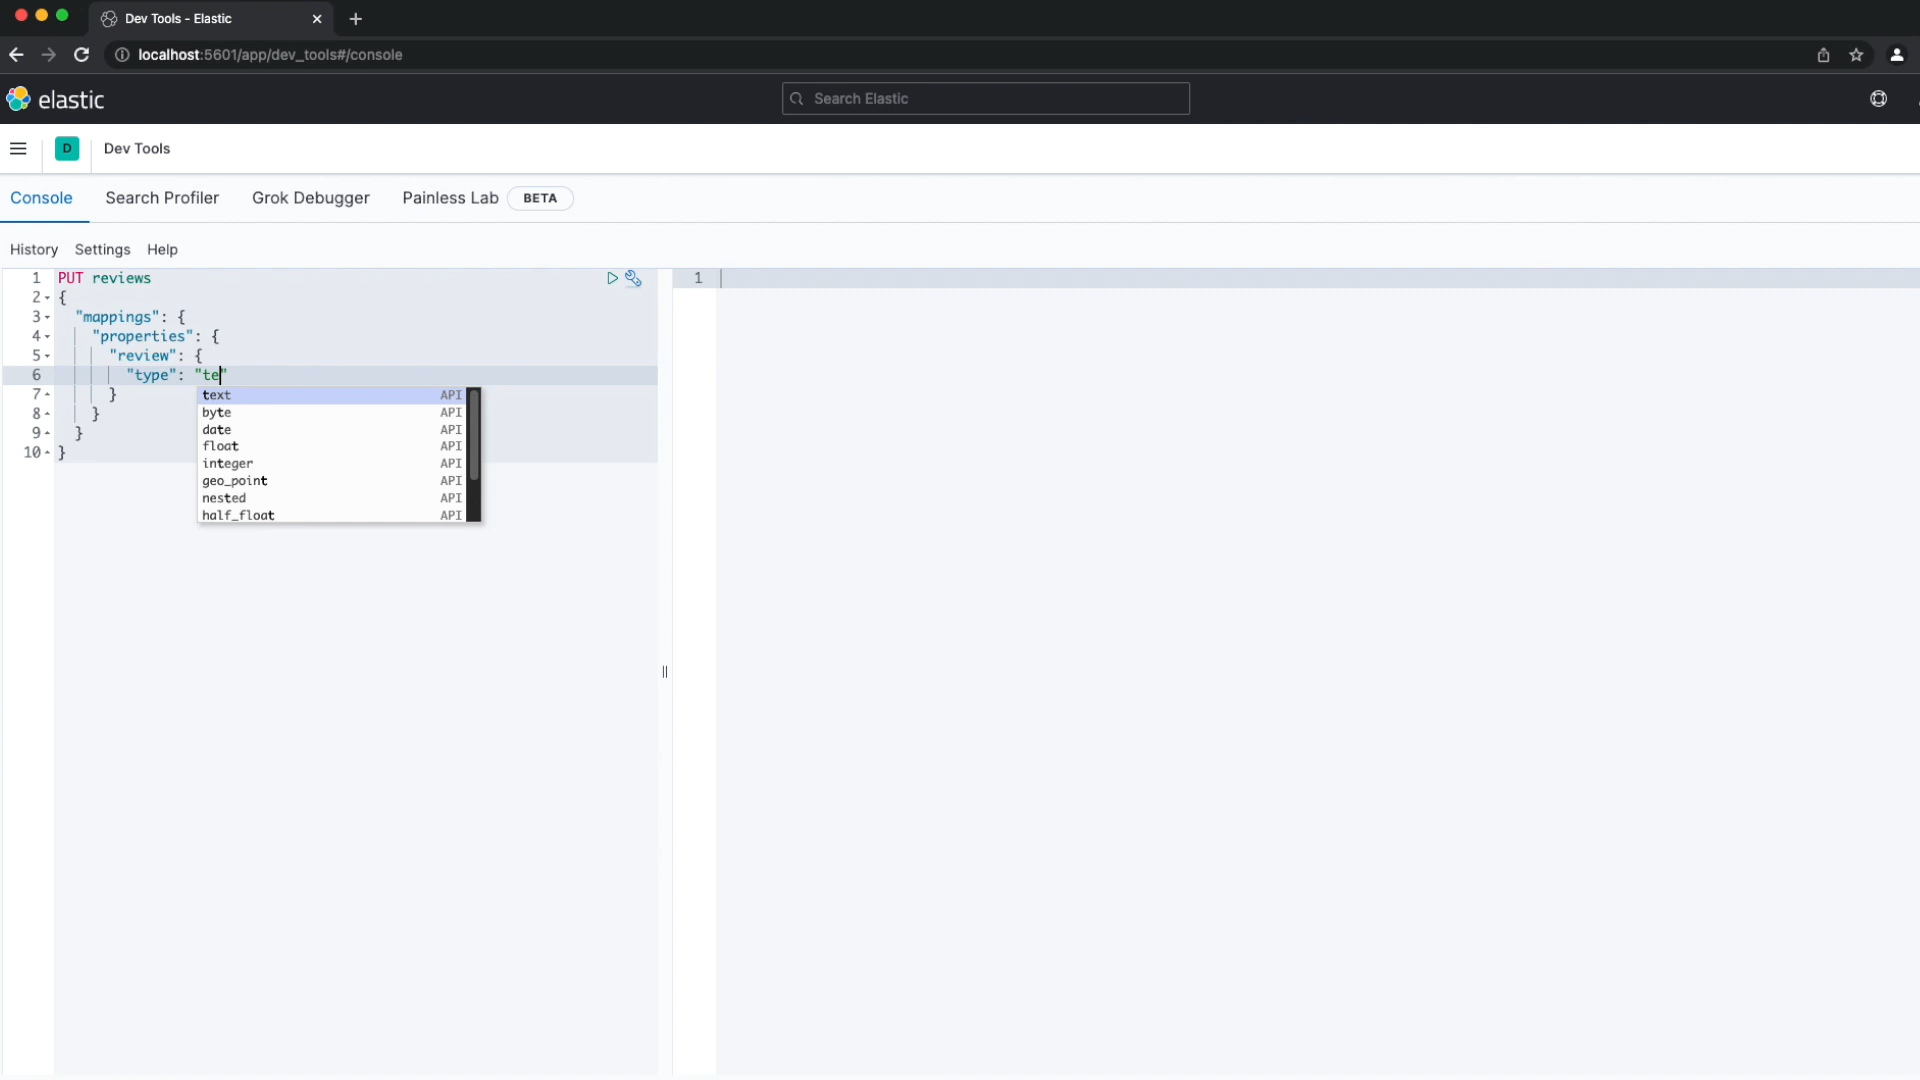 Dev Tools - Elastic
localhost:5601/app/dev_tools#/console
elastic
Search Elastic
D
Dev Tools
Console
Search Profiler
Grok Debugger
Painless Lab
BETA
History
Settings
Help
1 PUT reviews
2 {
3 "mappings": {
4 "properties": {
5 "review": {
6 "type": "te"
7 }
8 }
9 }
10 }
text API
byte API
date API
float API
integer API
geo_point API
nested API
half_float API
1